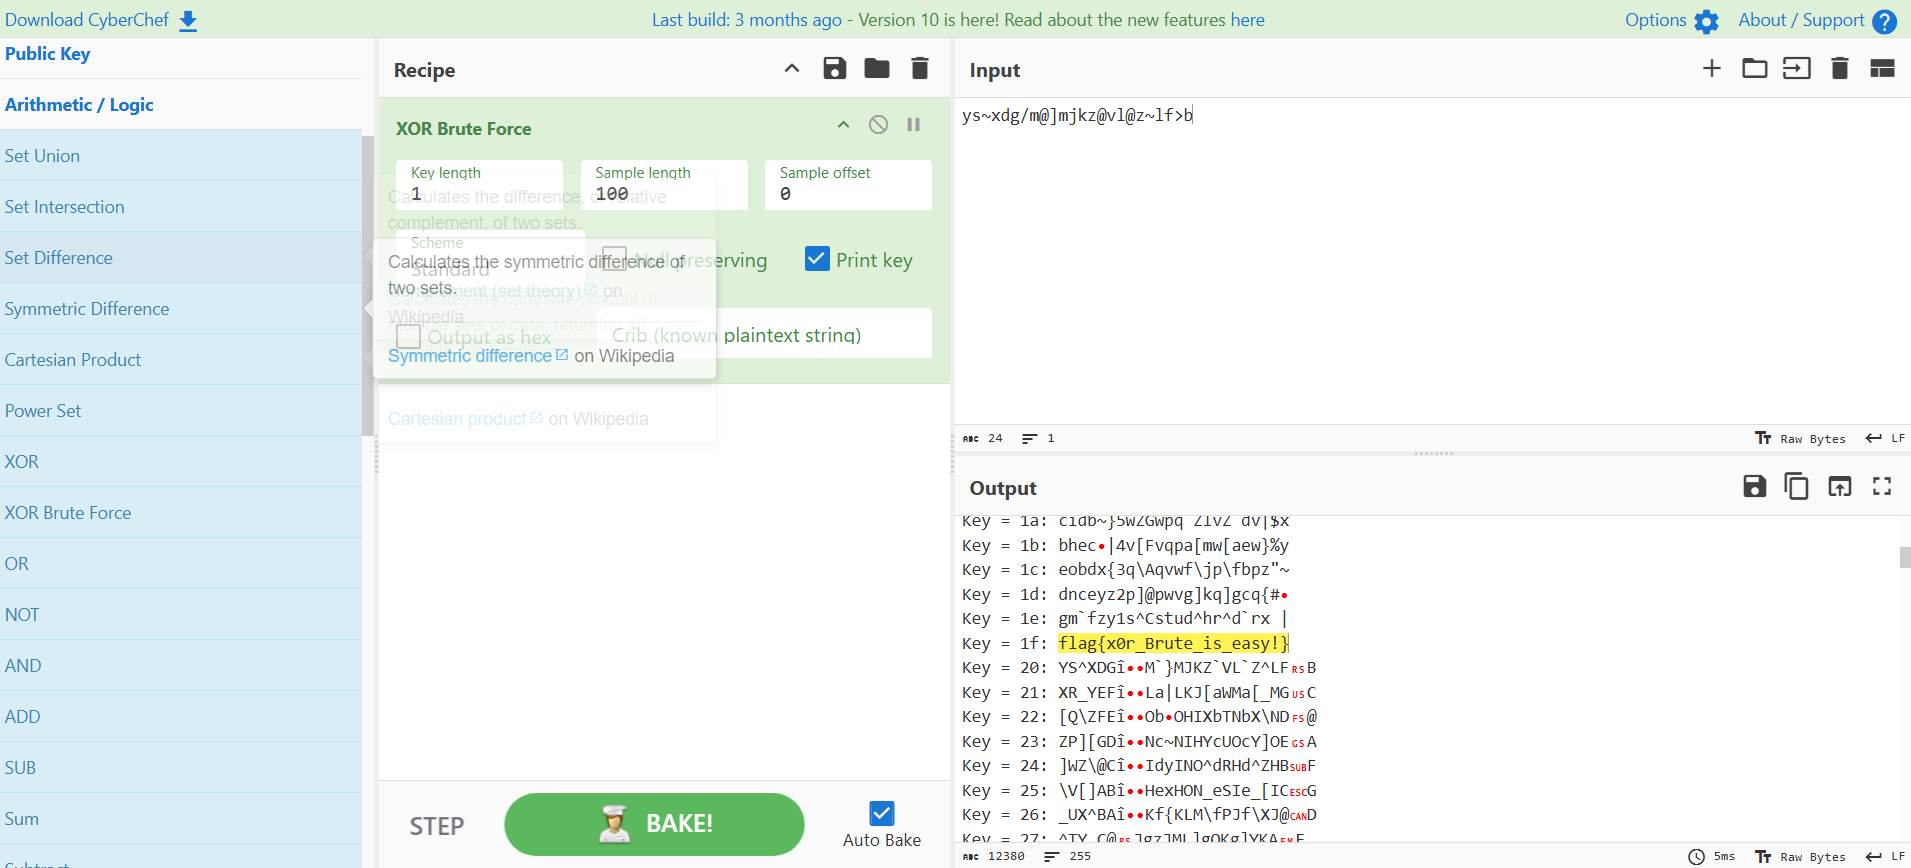 Download CyberChef
Last build: 3 months ago - Version 10 is here! Read about the new features here
Options
About / Support
Public Key
Arithmetic / Logic
Set Union
Set Intersection
Set Difference
Symmetric Difference
Cartesian Product
Power Set
XOR
XOR Brute Force
OR
NOT
AND
ADD
SUB
Sum
Subtract
Recipe
XOR Brute Force
Key length
1
Sample length
100
Sample offset
0
Scheme
Standard
Null preserving
Print key
Output as hex
Crib (known plaintext string)
Calculates the symmetric difference of
two sets.
Symmetric difference on Wikipedia
Cartesian product on Wikipedia
STEP
BAKE!
Auto Bake
Input
ys~xdg/m@]mjkz@vl@z~lf>b
ABC 24 1
Raw Bytes LF
Output
Key = 1a: cidb~}5wZGwpq`ZlvZ`dv|$x
Key = 1b: bhec•|4v[Fvqpa[mw[aew}%y
Key = 1c: eobdx{3q\Aqvwf\jp\fbpz"~
Key = 1d: dnceyz2p]@pwvg]kq]gcq{#•
Key = 1e: gm`fzy1s^Cstud^hr^d`rx |
Key = 1f: flag{x0r_Brute_is_easy!}
Key = 20: YS^XDGî••M`}MJKZ`VL`Z^LFRSB
Key = 21: XR_YEFî••La|LKJ[aWMa[_MGUSC
Key = 22: [Q\ZFEî••Ob•OHIXbTNbX\NDFS@
Key = 23: ZP][GDî••Nc~NIHYcUOcY]OEGSA
Key = 24: ]WZ\@Cî••IdyINO^dRHd^ZHBSUBF
Key = 25: \V[]ABî••HexHON_eSIe_[ICESCG
Key = 26: _UX^BAî••Kf{KLM\fPJf\XJ@CAND
ABC 12380 255
5ms Raw Bytes LF